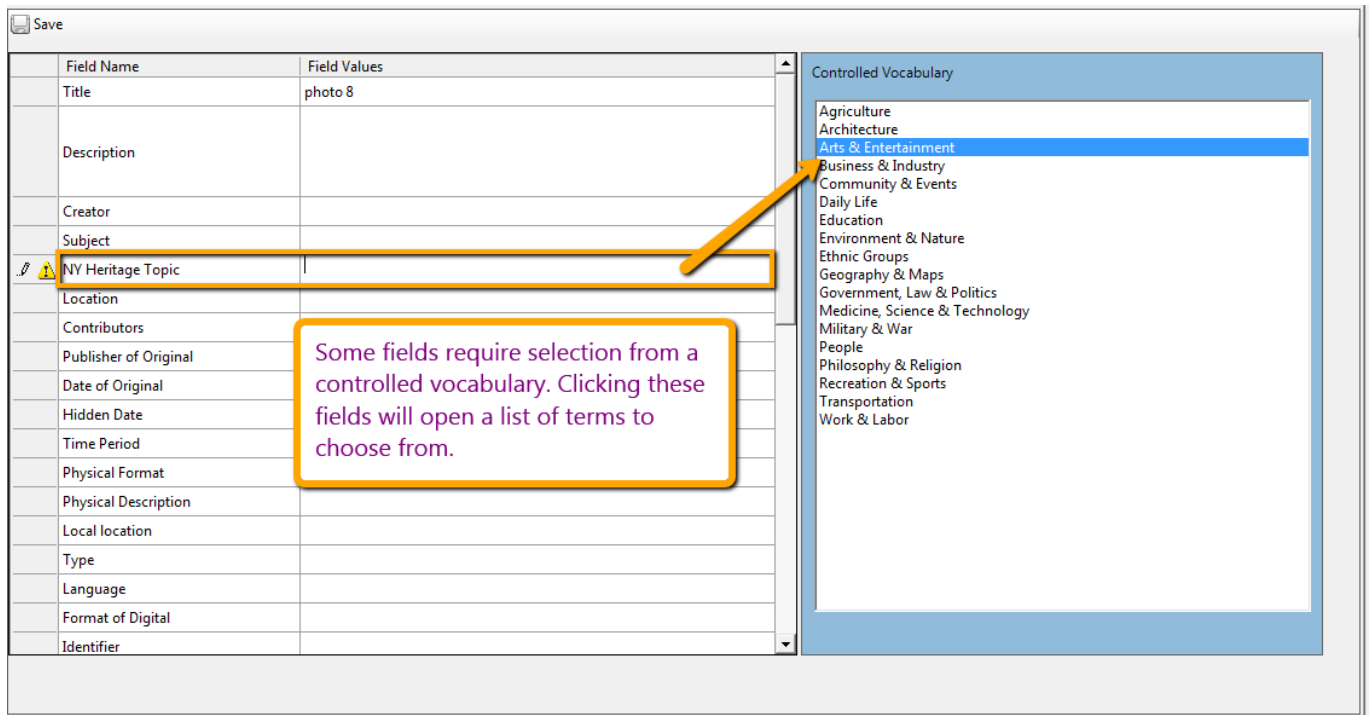 Save
Field Name Field Values
Title photo 8
Description
Creator
Subject
NY Heritage Topic
Location
Contributors
Publisher of Original
Date of Original
Hidden Date
Time Period
Physical Format
Physical Description
Local location
Type
Language
Format of Digital
Identifier
Some fields require selection from a
controlled vocabulary. Clicking these
fields will open a list of terms to
choose from.
Controlled Vocabulary
Agriculture
Architecture
Arts & Entertainment
Business & Industry
Community & Events
Daily Life
Education
Environment & Nature
Ethnic Groups
Geography & Maps
Government, Law & Politics
Medicine, Science & Technology
Military & War
People
Philosophy & Religion
Recreation & Sports
Transportation
Work & Labor